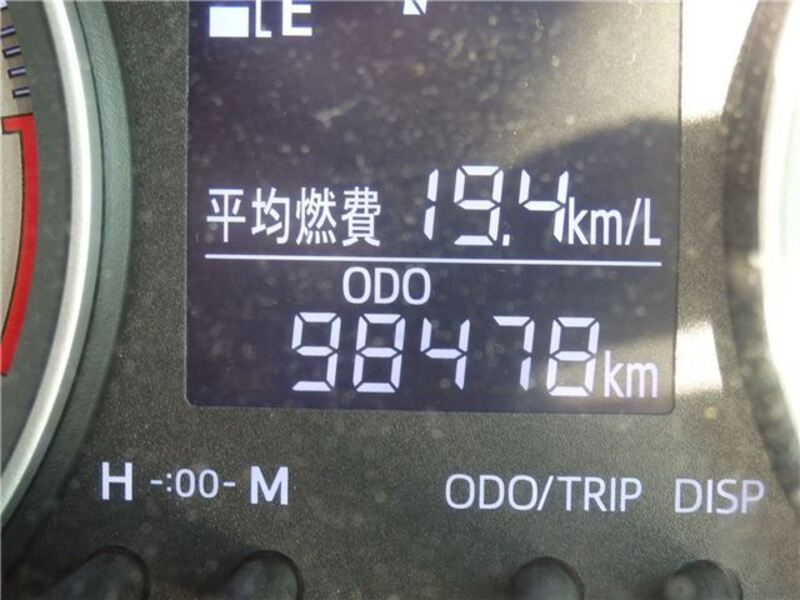 E N
平均燃費 19.4km/L
ODO
98478km
H -:00- M ODO/TRIP DISP